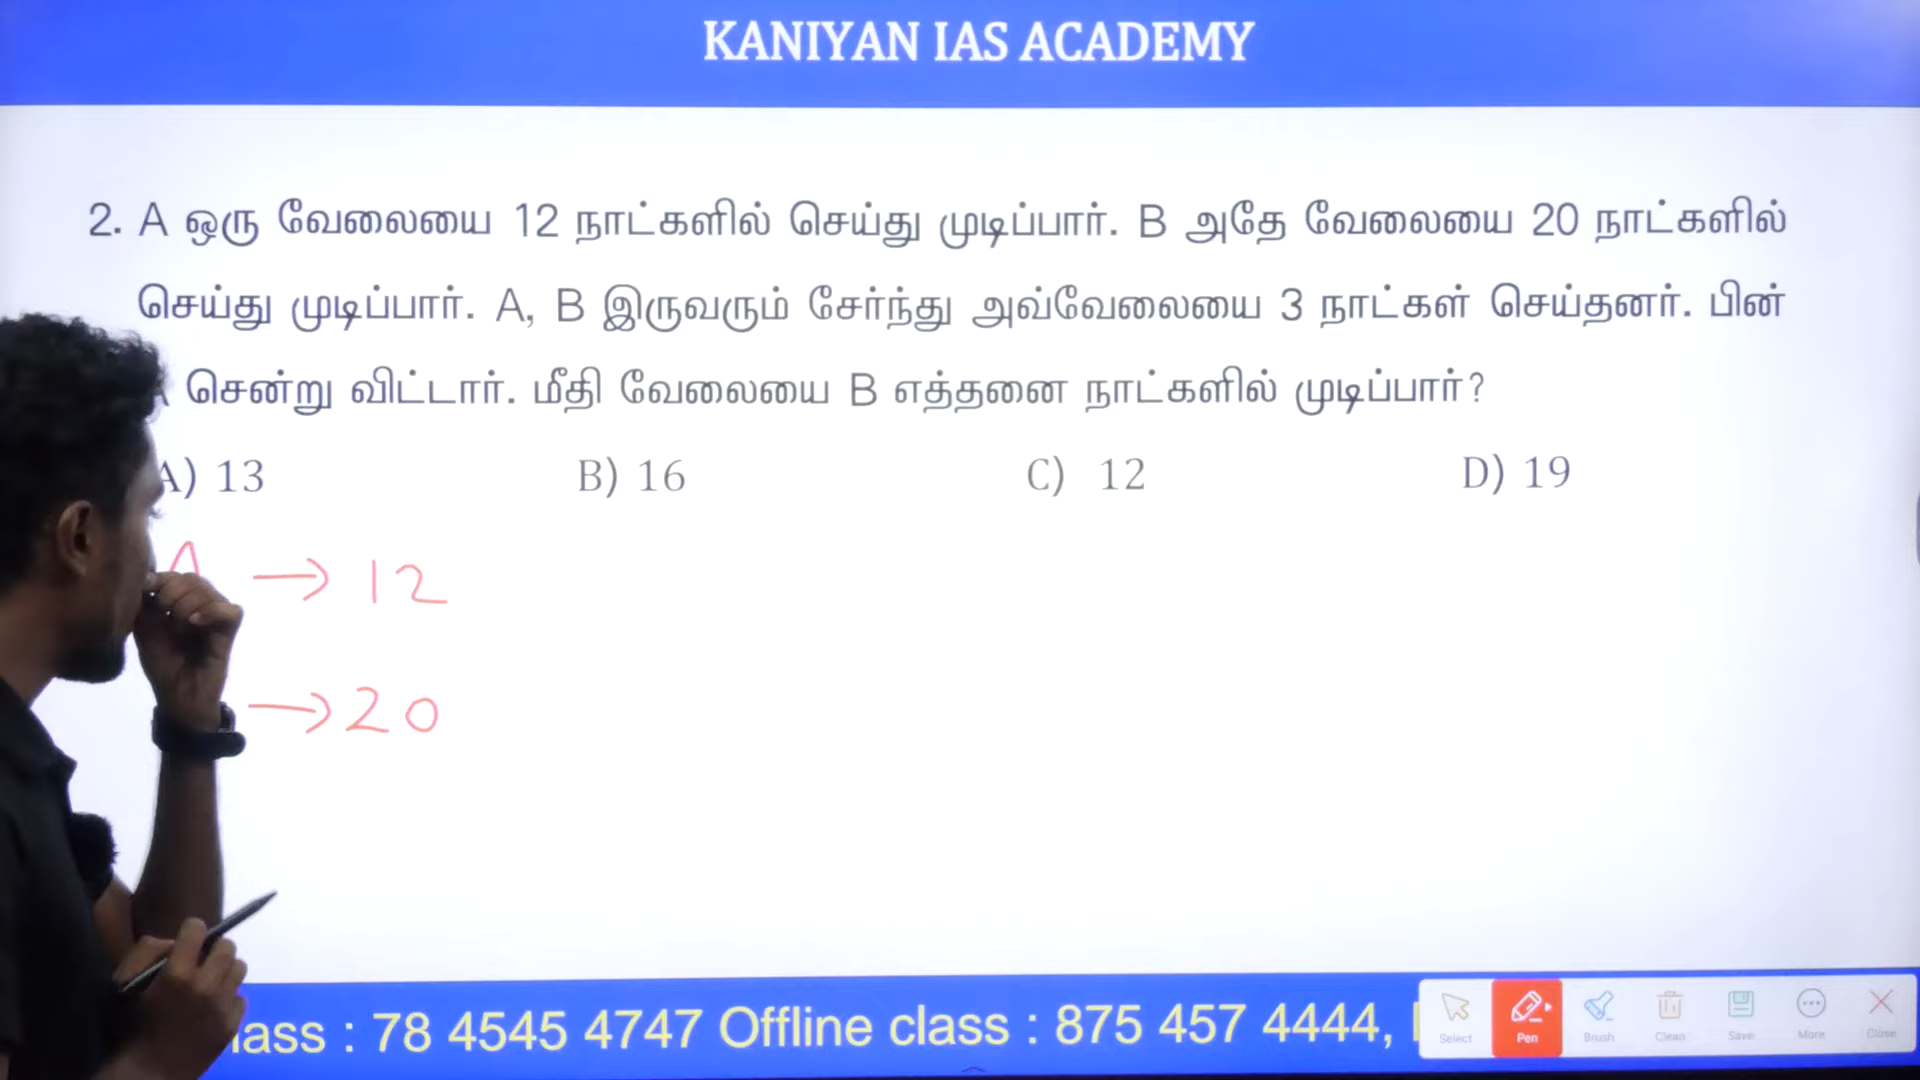 KANIYAN IAS ACADEMY
2. A ஒரு வேலையை 12 நாட்களில் செய்து முடிப்பார். B அதே வேலையை 20 நாட்களில்
செய்து முடிப்பார். A, B இருவரும் சேர்ந்து அவ்வேலையை 3 நாட்கள் செய்தனர். பின்
சென்று விட்டார். மீதி வேலையை B எத்தனை நாட்களில் முடிப்பார்?
A) 13 B) 16 C) 12 D) 19
A → 12
→ 20
lass : 78 4545 4747 Offline class : 875 457 4444,
Select Pen Brush Clean Save More Close